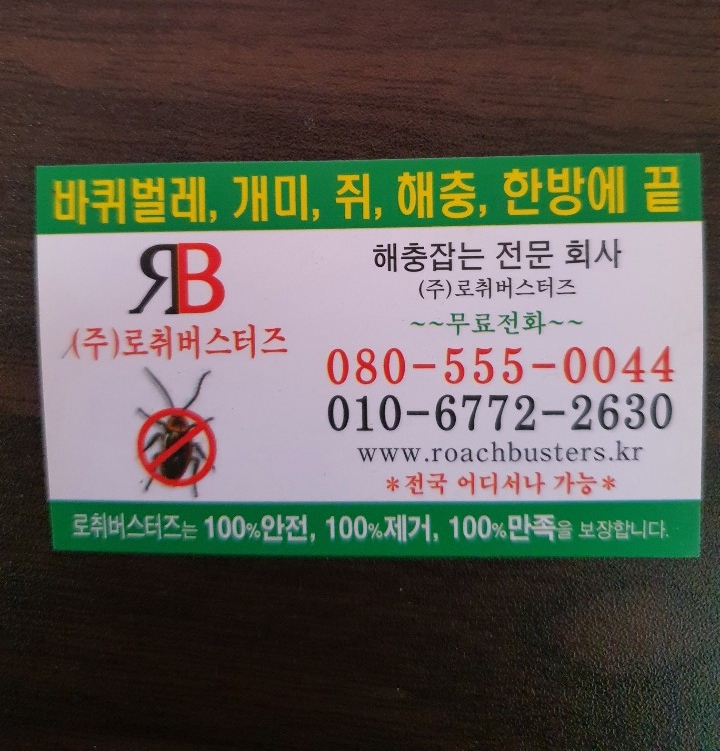 바퀴벌레, 개미, 쥐, 해충, 한방에 끝
RB
(주)로취버스터즈
해충잡는 전문 회사
(주)로취버스터즈
~~무료전화~~
080-555-0044
010-6772-2630
www.roachbusters.kr
*전국 어디서나 가능*
로취버스터즈는 100%안전, 100%제거, 100%만족을 보장합니다.